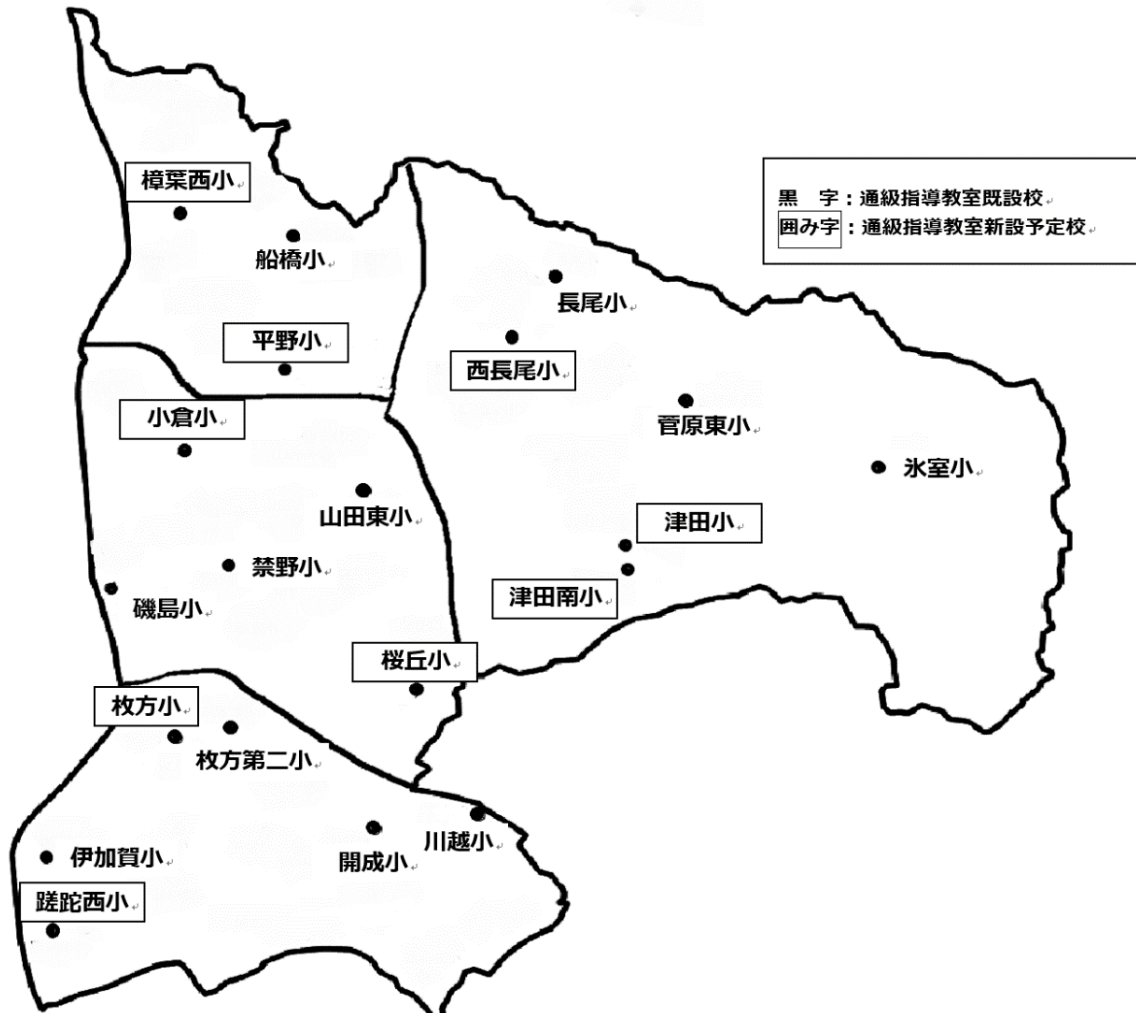 樟葉西小
黒　字：通級指導教室既設校
囲み字：通級指導教室新設予定校
船橋小
長尾小
平野小
西長尾小
小倉小
菅原東小
氷室小
山田東小
津田小
禁野小
津田南小
磯島小
桜丘小
枚方小
枚方第二小
川越小
伊加賀小
開成小
蹉跎西小